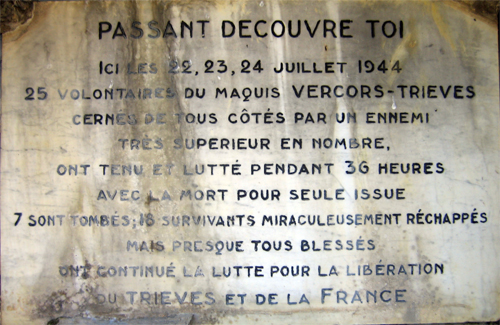 PASSANT DECOUVRE TOI
ICI LES 22, 23, 24 JUILLET 1944
25 VOLONTAIRES DU MAQUIS VERCORS-TRIEVES
CERNES DE TOUS CÔTÉS PAR UN ENNEMI
TRÈS SUPERIEUR EN NOMBRE,
ONT TENU ET LUTTÉ PENDANT 36 HEURES
AVEC LA MORT POUR SEULE ISSUE
7 SONT TOMBÉS; 18 SURVIVANTS MIRACULEUSEMENT RÉCHAPPÉS
MAIS PRESQUE TOUS BLESSÉS
ONT CONTINUÉ LA LUTTE POUR LA LIBÉRATION
DU TRIEVES ET DE LA FRANCE